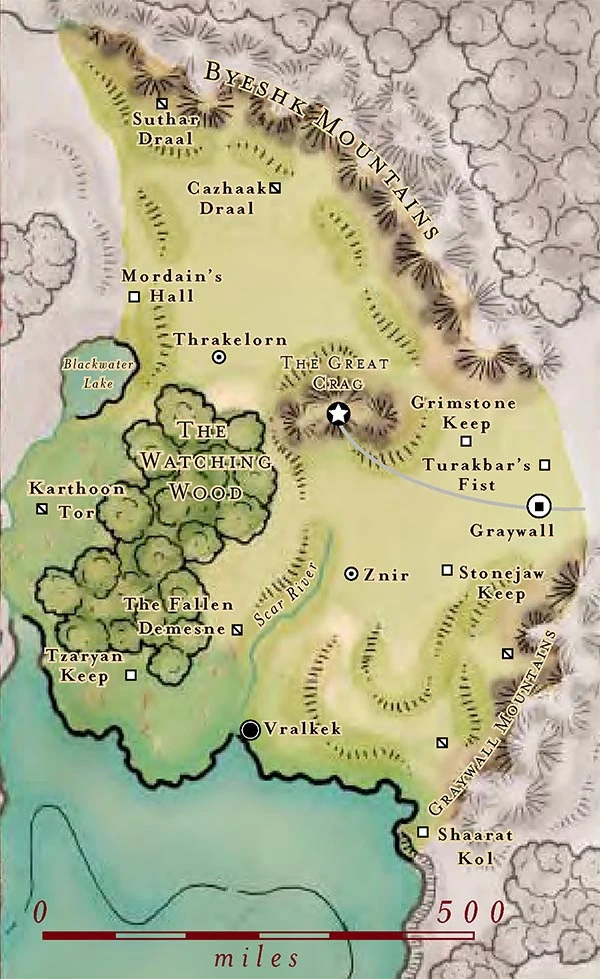 BYESHK MOUNTAINS
Suthar
Draal
Cazhaak
Draal
Mordain's
Hall
Thrakelorn
Blackwater
Lake
THE GREAT
CRAG
Grimstone
Keep
THE
WATCHING
WOOD
Turakbar's
Fist
Karthoon
Tor
Graywall
Znir
Stonejaw
Keep
Scar River
The Fallen
Demesne
Tzaryan
Keep
GRAYWALL MOUNTAINS
Vralkek
Shaarat
Kol
0 500
miles